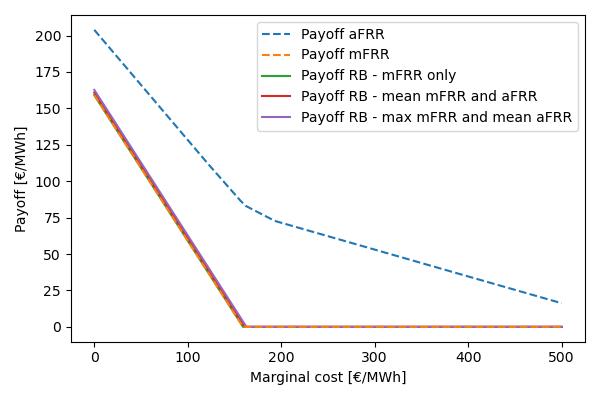 Payoff aFRR
Payoff mFRR
Payoff RB - mFRR only
Payoff RB - mean mFRR and aFRR
Payoff RB - max mFRR and mean aFRR
Payoff [€/MWh]
200
175
150
125
100
75
50
25
0
0 100 200 300 400 500
Marginal cost [€/MWh]